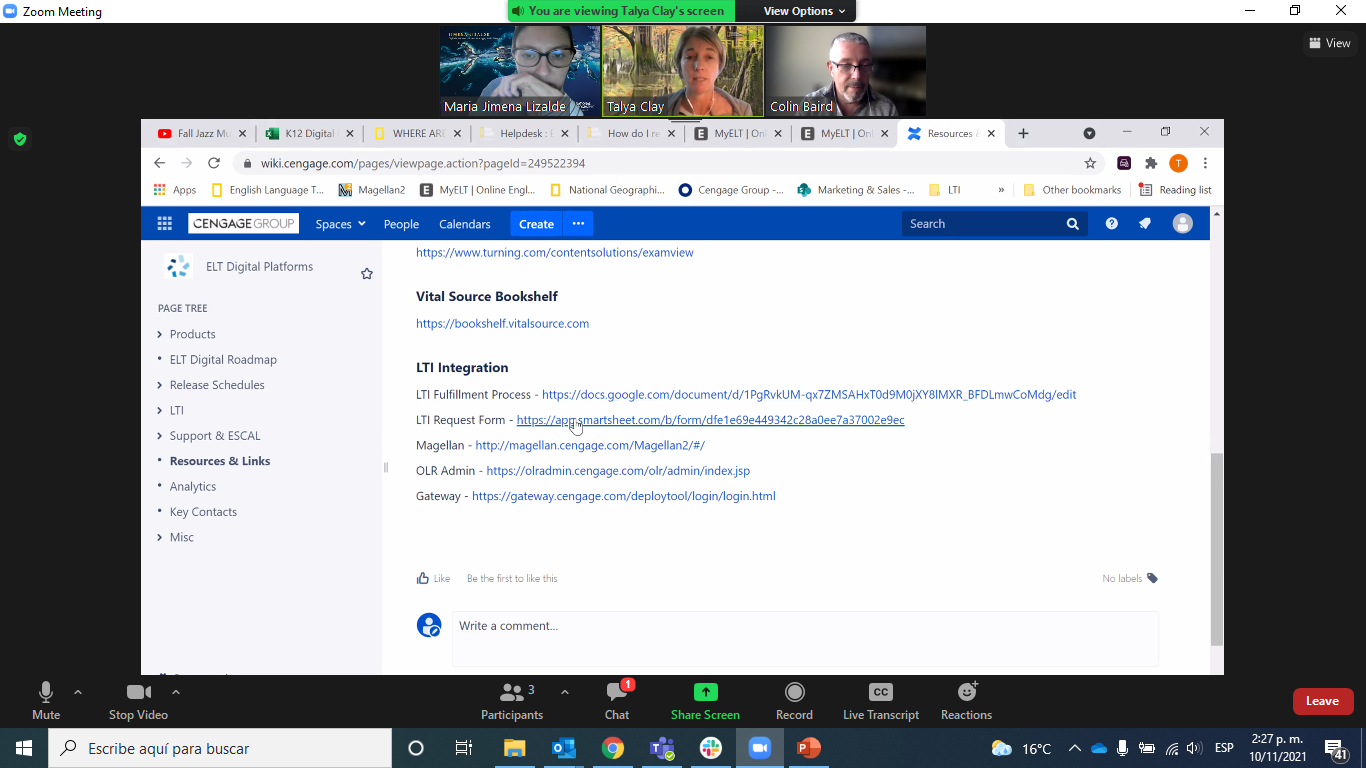 Zoom Meeting
You are viewing Talya Clay's screen
View Options
View
Maria Jimena Lizalde
Talya Clay
Colin Baird
Fall Jazz Mu
K12 Digital
WHERE ARE
Helpdesk : E
How do I re
MyELT | Onl
MyELT | Onl
Resources &
wiki.cengage.com/pages/viewpage.action?pageId=249522394
T
Apps
English Language T...
Magellan2
MyELT | Online Engl...
National Geographi...
Cengage Group -...
Marketing & Sales -...
LTI
»
Other bookmarks
Reading list
CENGAGE GROUP
Spaces
People
Calendars
Create
Search
ELT Digital Platforms
PAGE TREE
Products
ELT Digital Roadmap
Release Schedules
LTI
Support & ESCAL
Resources & Links
Analytics
Key Contacts
Misc
https://www.turning.com/contentsolutions/examview
Vital Source Bookshelf
https://bookshelf.vitalsource.com
LTI Integration
LTI Fulfillment Process - https://docs.google.com/document/d/1PgRvkUM-qx7ZMSAHxT0d9M0jXY8IMXR_BFDLmwCoMdg/edit
LTI Request Form - https://app.smartsheet.com/b/form/dfe1e69e449342c28a0ee7a37002e9ec
Magellan - http://magellan.cengage.com/Magellan2/#/
OLR Admin - https://olradmin.cengage.com/olr/admin/index.jsp
Gateway - https://gateway.cengage.com/deploytool/login/login.html
Like
Be the first to like this
No labels
Write a comment...
Mute
Stop Video
3
Participants
1
Chat
Share Screen
Record
CC
Live Transcript
Reactions
Leave
Escribe aquí para buscar
16°C
ESP
2:27 p. m.
10/11/2021
41